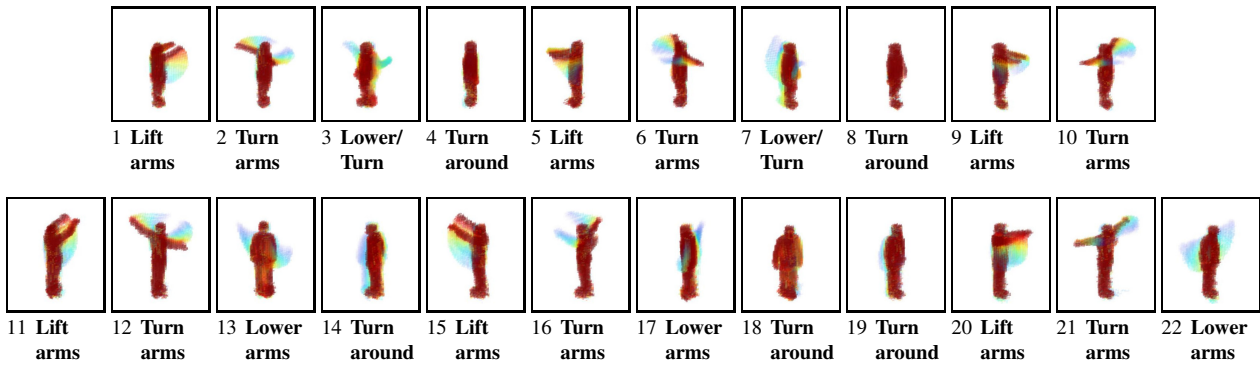 1 Lift 2 Turn 3 Lower/ 4 Turn 5 Lift 6 Turn 7 Lower/ 8 Turn 9 Lift 10 Turn
arms arms Turn around arms arms Turn around arms arms
11 Lift 12 Turn 13 Lower 14 Turn 15 Lift 16 Turn 17 Lower 18 Turn 19 Turn 20 Lift 21 Turn 22 Lower
arms arms arms around arms arms arms around around arms arms arms